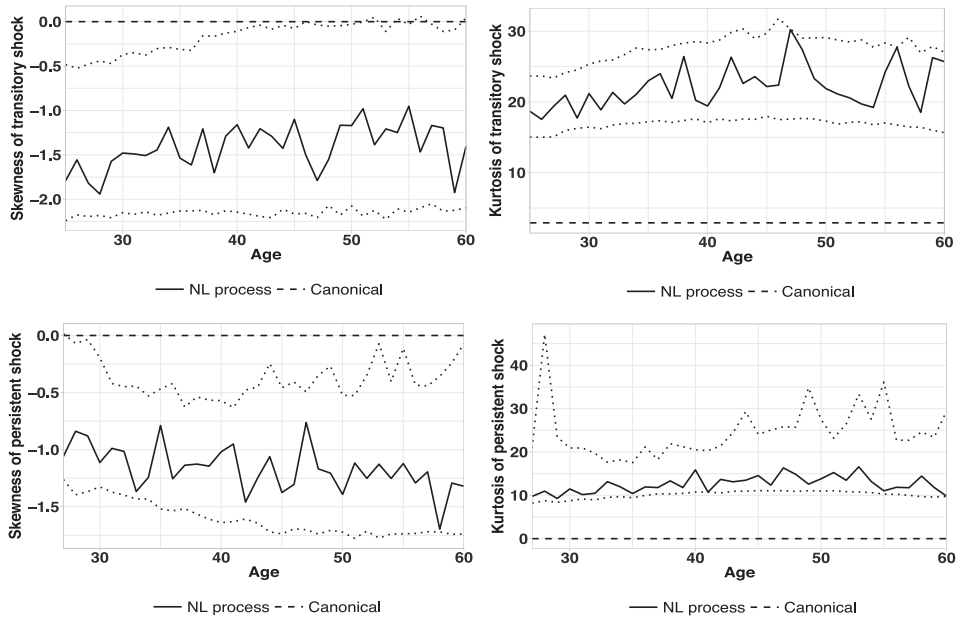 Skewness of transitory shock
0.0
−0.5
−1.0
−1.5
−2.0
30 40 50 60
Age
NL process Canonical
Kurtosis of transitory shock
30
20
10
30 40 50 60
Age
NL process Canonical
Skewness of persistent shock
0.0
−0.5
−1.0
−1.5
30 40 50 60
Age
NL process Canonical
Kurtosis of persistent shock
40
30
20
10
0
30 40 50 60
Age
NL process Canonical